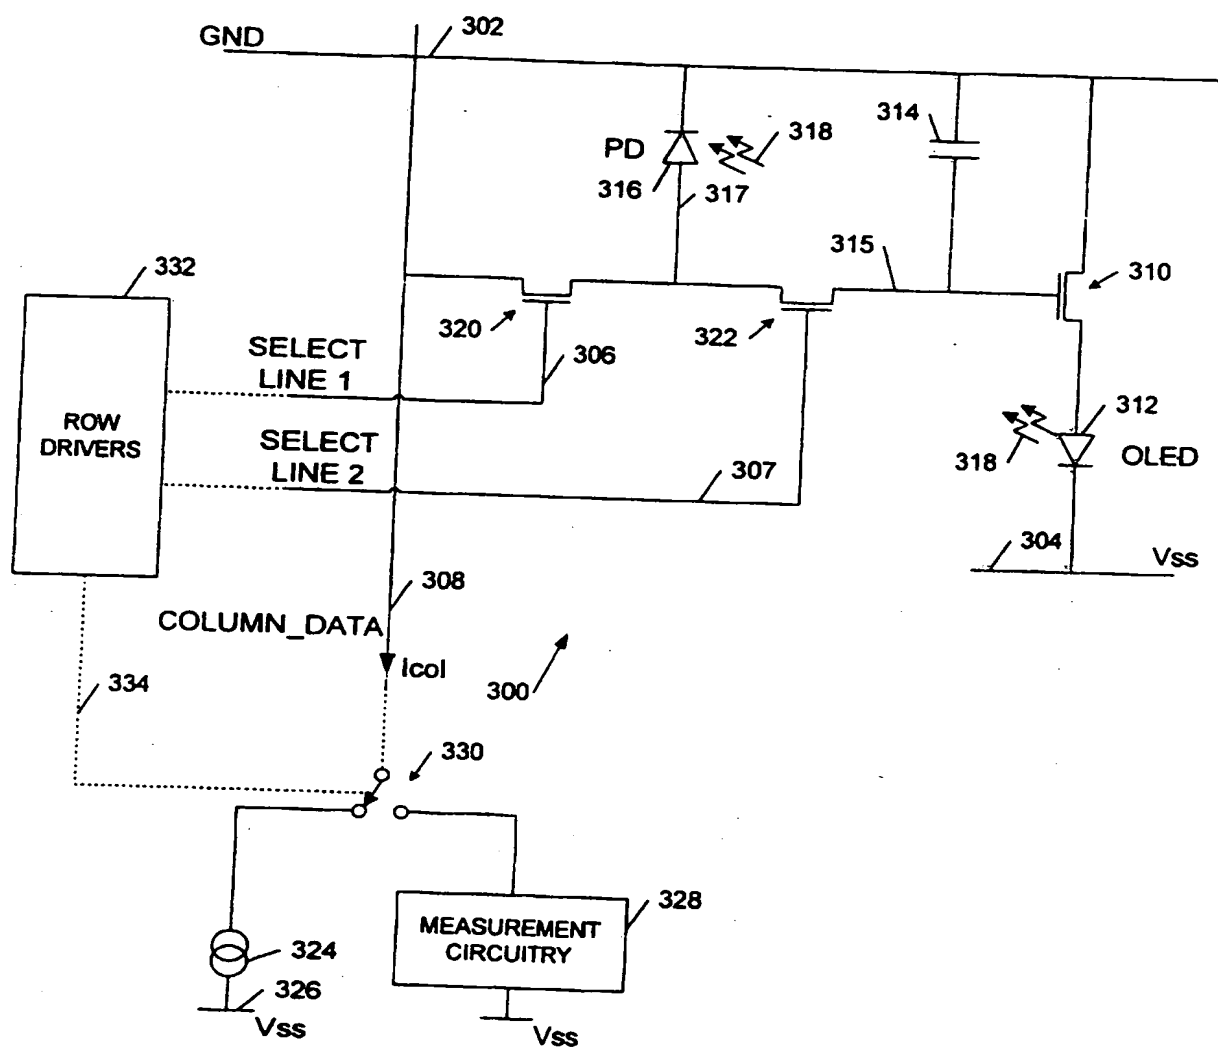 GND
302
PD
318
316
317
314
315
310
332
320
322
SELECT
LINE 1
306
ROW
DRIVERS
SELECT
LINE 2
307
312
318
OLED
304
Vss
308
COLUMN_DATA
Icol
300
334
330
328
MEASUREMENT
CIRCUITRY
324
326
Vss
Vss